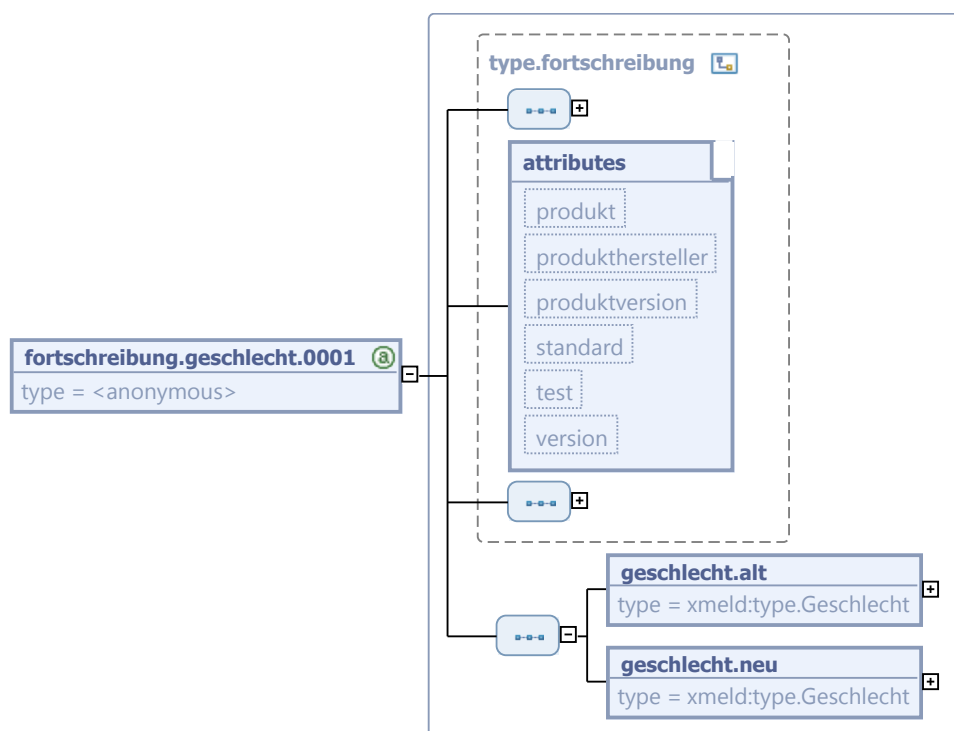 type.fortschreibung
attributes
produkt
produkthersteller
produktversion
standard
test
version
fortschreibung.geschlecht.0001 a
type = <anonymous>
geschlecht.alt
type = xmeld:type.Geschlecht
geschlecht.neu
type = xmeld:type.Geschlecht